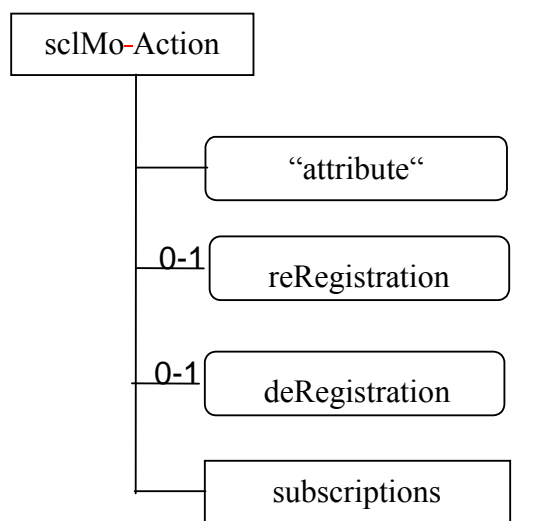 sclMo-Action
“attribute“
0-1
reRegistration
0-1
deRegistration
subscriptions